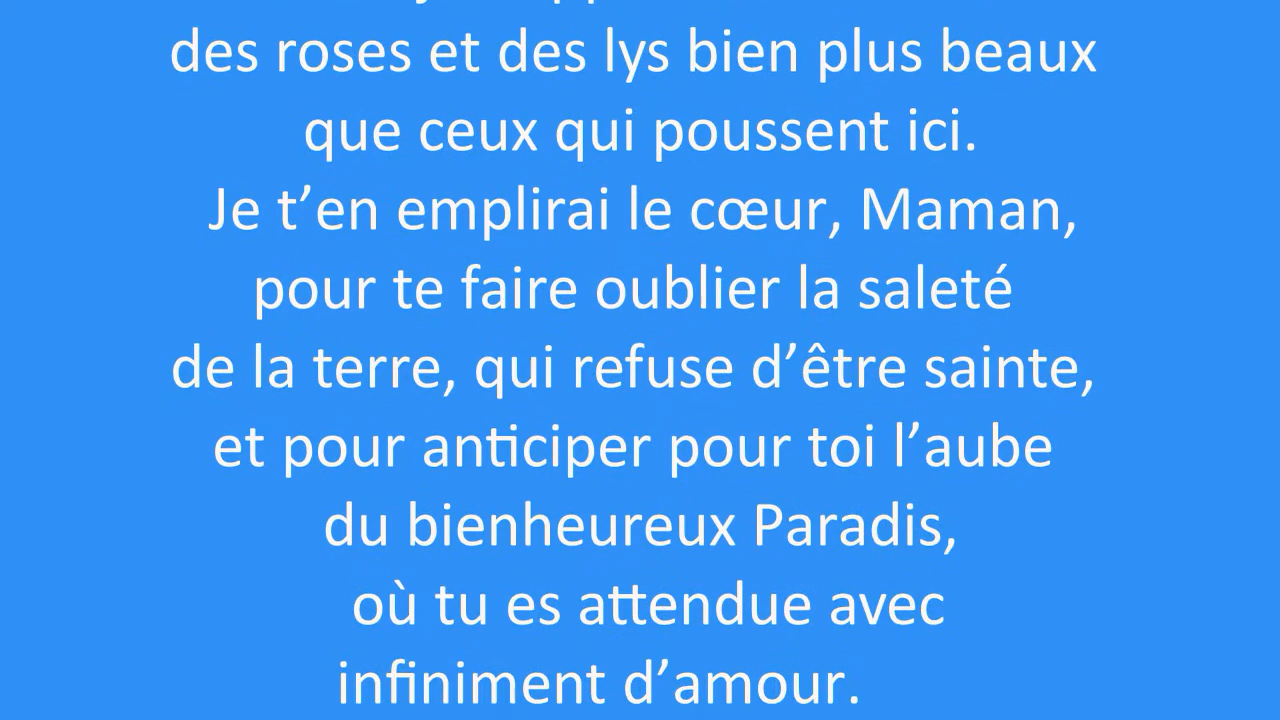 des roses et des lys bien plus beaux
que ceux qui poussent ici.
Je t’en emplirai le cœur, Maman,
pour te faire oublier la saleté
de la terre, qui refuse d’être sainte,
et pour anticiper pour toi l’aube
du bienheureux Paradis,
où tu es attendue avec
infiniment d’amour.